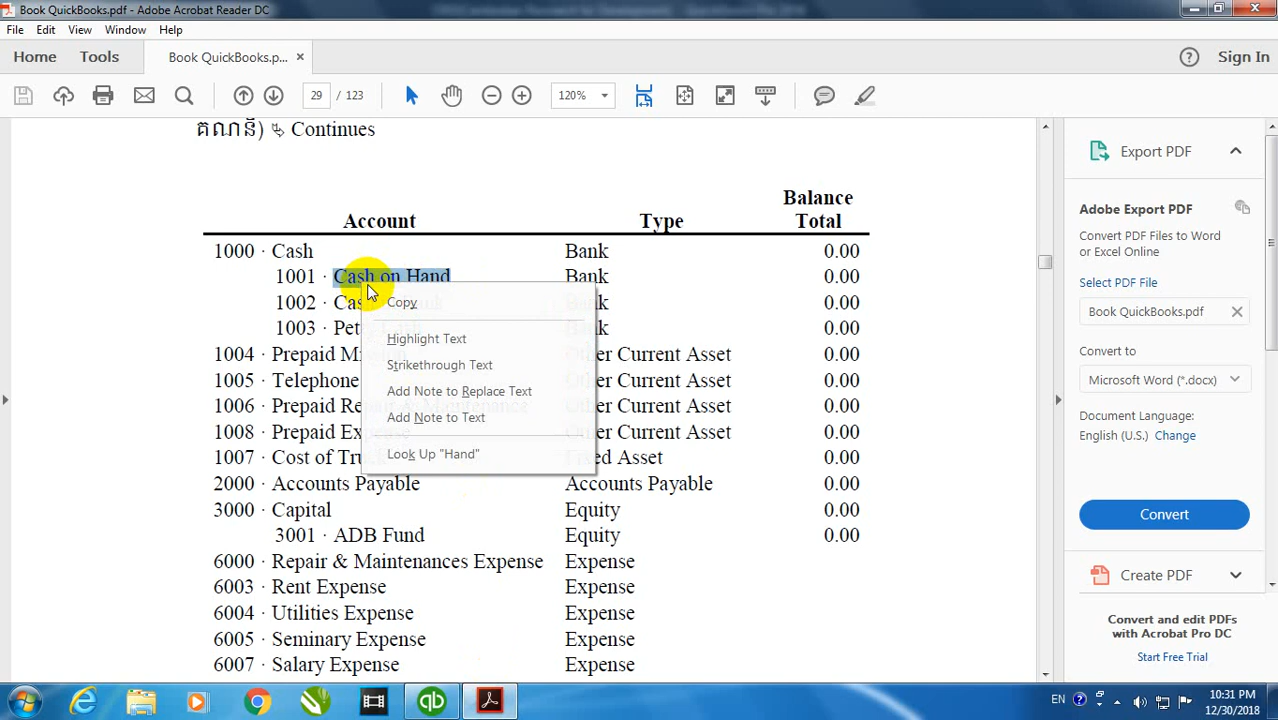 Book QuickBooks.pdf - Adobe Acrobat Reader DC
File Edit View Window Help
Home Tools Book QuickBooks.p... × Sign In
29 / 123 120%
គណនី) Continues
Account Type Balance Total
1000 · Cash Bank 0.00
1001 · Cash on Hand Bank 0.00
1002 · Bank 0.00
1003 · Bank 0.00
1004 · Prepaid Other Current Asset 0.00
1005 · Telephone Other Current Asset 0.00
1006 · Prepaid Other Current Asset 0.00
1008 · Prepaid Other Current Asset 0.00
1007 · Cost of Fixed Asset 0.00
2000 · Accounts Payable Accounts Payable 0.00
3000 · Capital Equity 0.00
3001 · ADB Fund Equity 0.00
6000 · Repair & Maintenances Expense Expense
6003 · Rent Expense Expense
6004 · Utilities Expense Expense
6005 · Seminary Expense Expense
6007 · Salary Expense Expense
Copy
Highlight Text
Strikethrough Text
Add Note to Replace Text
Add Note to Text
Look Up "Hand"
Export PDF
Adobe Export PDF
Convert PDF Files to Word
or Excel Online
Select PDF File
Book QuickBooks.pdf
Convert to
Microsoft Word (*.docx)
Document Language:
English (U.S.) Change
Convert
Create PDF
Convert and edit PDFs
with Acrobat Pro DC
Start Free Trial
EN 10:31 PM
12/30/2018